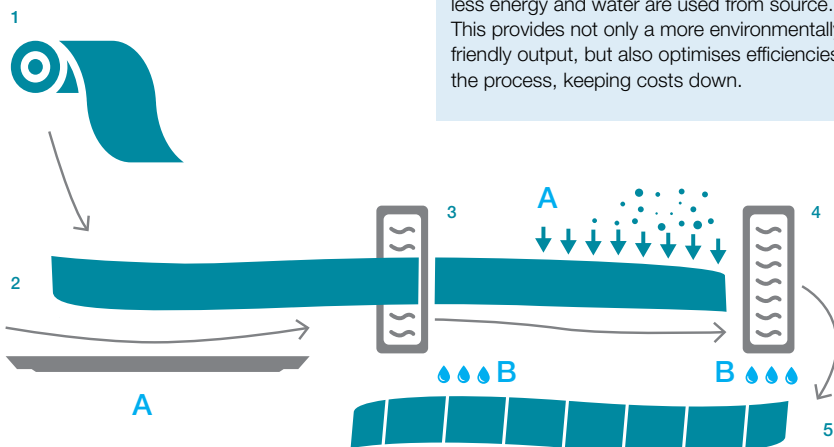 less energy and water are used from source.
This provides not only a more environmentally
friendly output, but also optimises efficiencies
the process, keeping costs down.
1
2
3
A
4
A
B
B
5